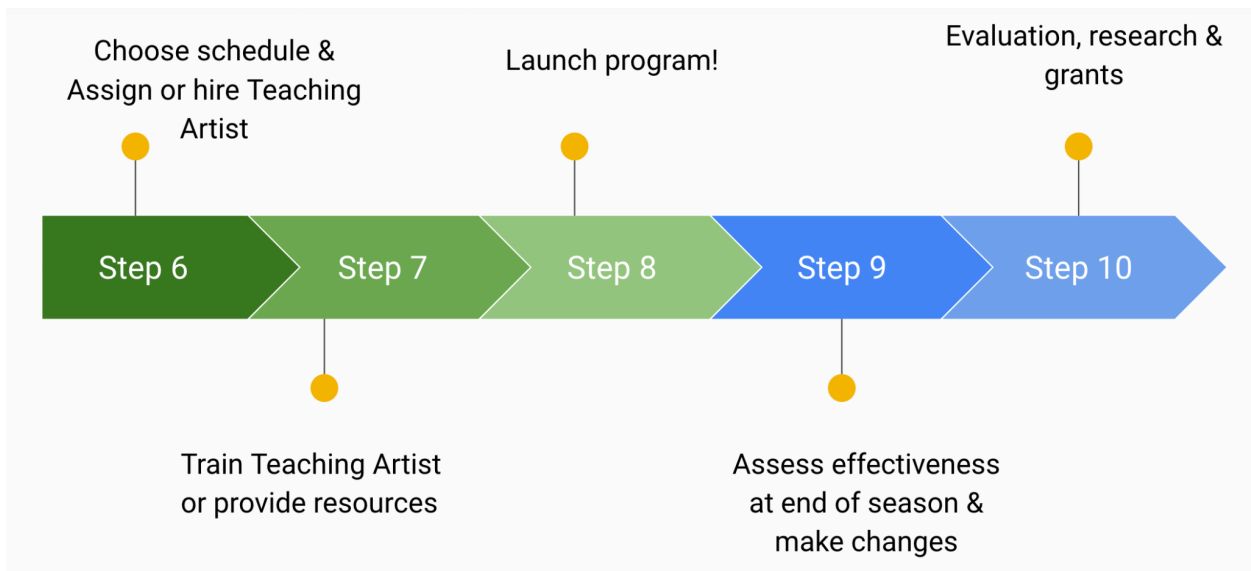 Choose schedule &
Assign or hire Teaching
Artist
Launch program!
Evaluation, research &
grants
Step 6
Step 7
Step 8
Step 9
Step 10
Train Teaching Artist
or provide resources
Assess effectiveness
at end of season &
make changes